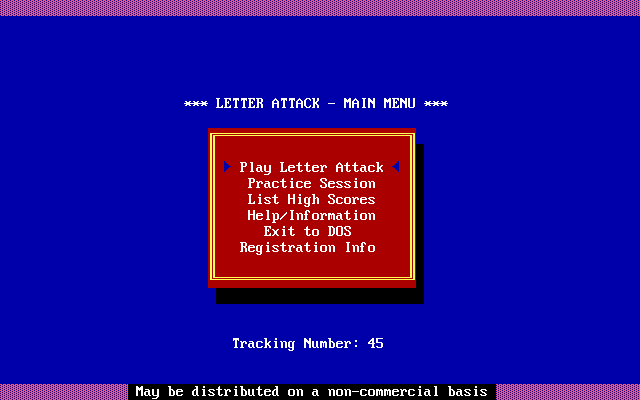 *** LETTER ATTACK - MAIN MENU ***
Play Letter Attack
Practice Session
List High Scores
Help/Information
Exit to DOS
Registration Info
Tracking Number: 45
May be distributed on a non-commercial basis